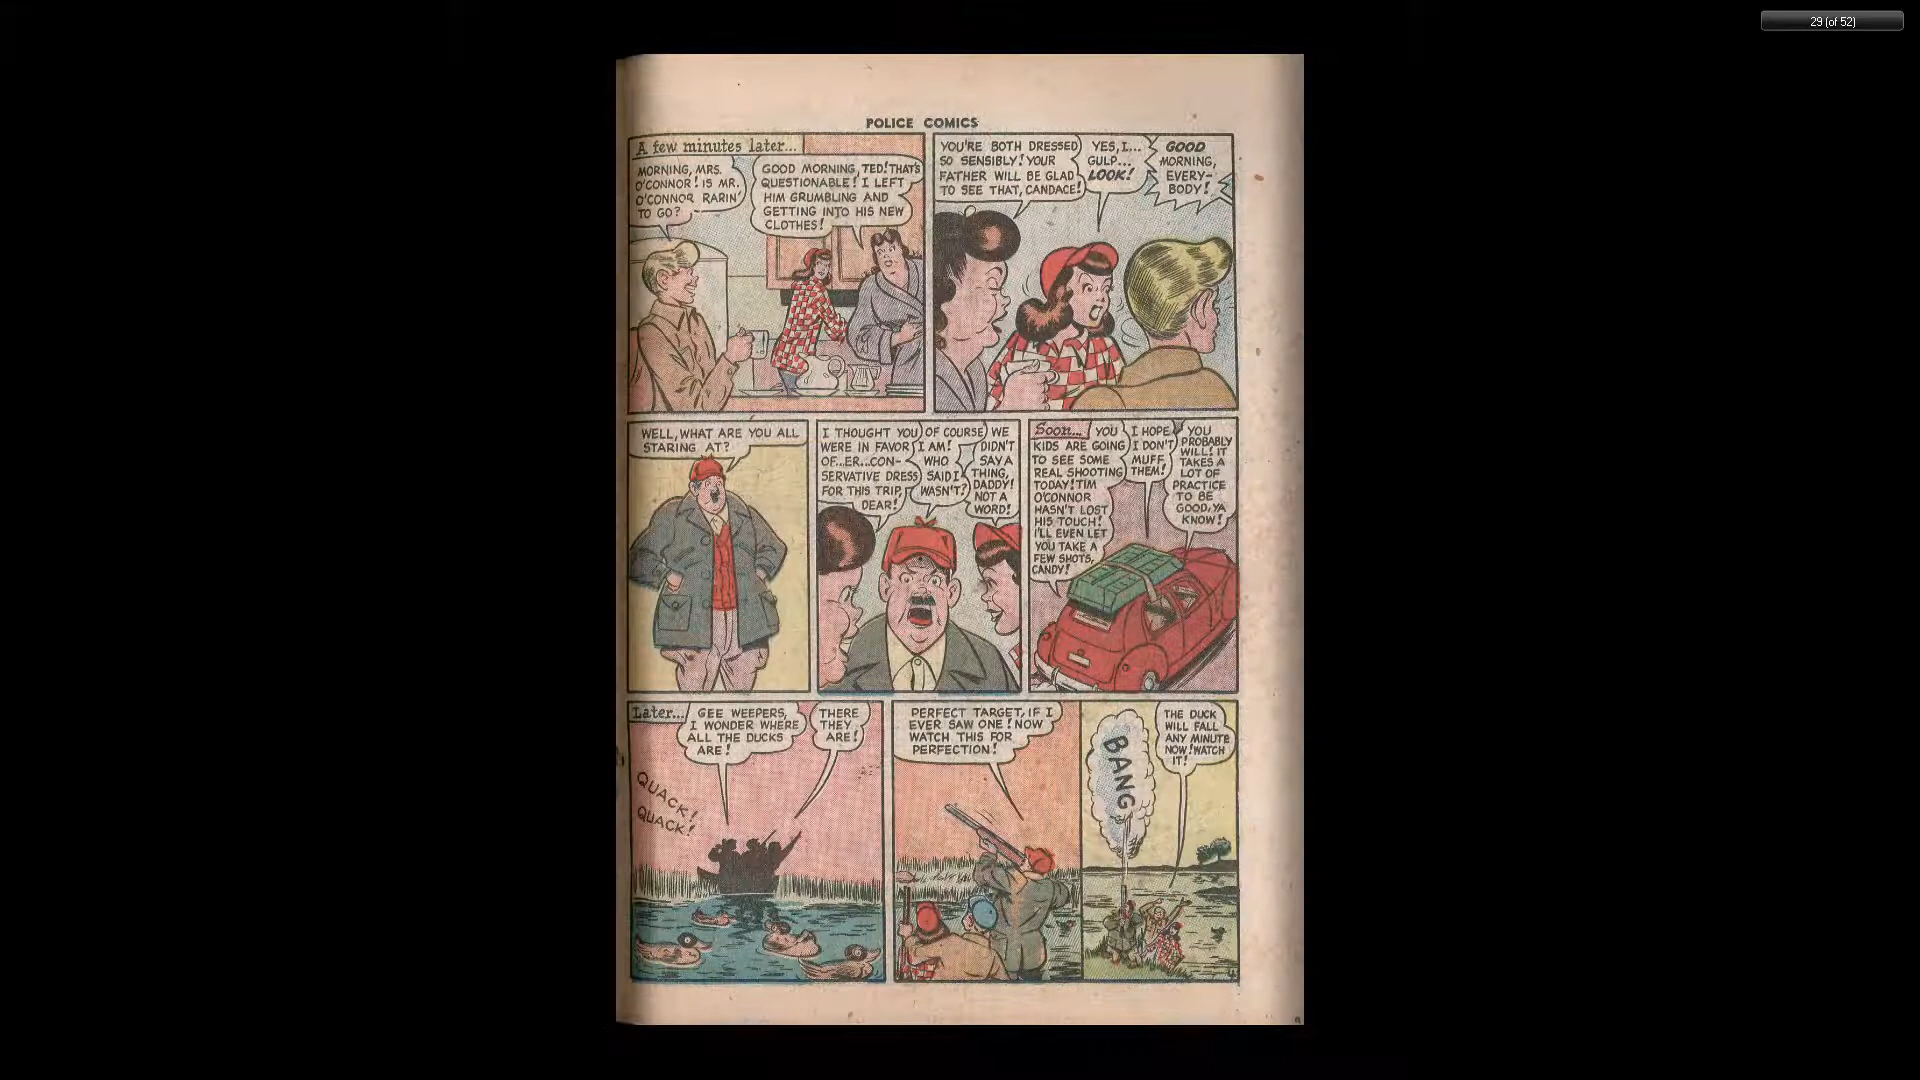 29 (of 52)
POLICE COMICS
A few minutes later...
MORNING, MRS.
O'CONNOR! IS MR.
O'CONNOR RARIN'
TO GO?
GOOD MORNING, TED! THAT'S
QUESTIONABLE! I LEFT
HIM GRUMBLING AND
GETTING INTO HIS NEW
CLOTHES!
YOU'RE BOTH DRESSED
SO SENSIBLY! YOUR
FATHER WILL BE GLAD
TO SEE THAT, CANDACE!
YES, I...
GULP...
LOOK!
GOOD
MORNING,
EVERY-
BODY!
WELL, WHAT ARE YOU ALL
STARING AT?
I THOUGHT YOU
WERE IN FAVOR
OF...ER...CON-
SERVATIVE DRESS
FOR THIS TRIP,
DEAR!
OF COURSE
I AM!
WHO
SAID I
WASN'T?
WE
DIDN'T
SAY A
THING,
DADDY!
NOT A
WORD!
Soon...
YOU
KIDS ARE GOING
TO SEE SOME
REAL SHOOTING
TODAY! TIM
O'CONNOR
HASN'T LOST
HIS TOUCH!
I'LL EVEN LET
YOU TAKE A
FEW SHOTS,
CANDY!
I HOPE
I DON'T
MUFF
THEM!
YOU
PROBABLY
WILL! IT
TAKES A
LOT OF
PRACTICE
TO BE
GOOD, YA
KNOW!
Later...
GEE WEEPERS,
I WONDER WHERE
ALL THE DUCKS
ARE!
THERE
THEY
ARE!
QUACK!
QUACK!
PERFECT TARGET, IF I
EVER SAW ONE! NOW
WATCH THIS FOR
PERFECTION!
BANG
THE DUCK
WILL FALL
ANY MINUTE
NOW! WATCH
IT!